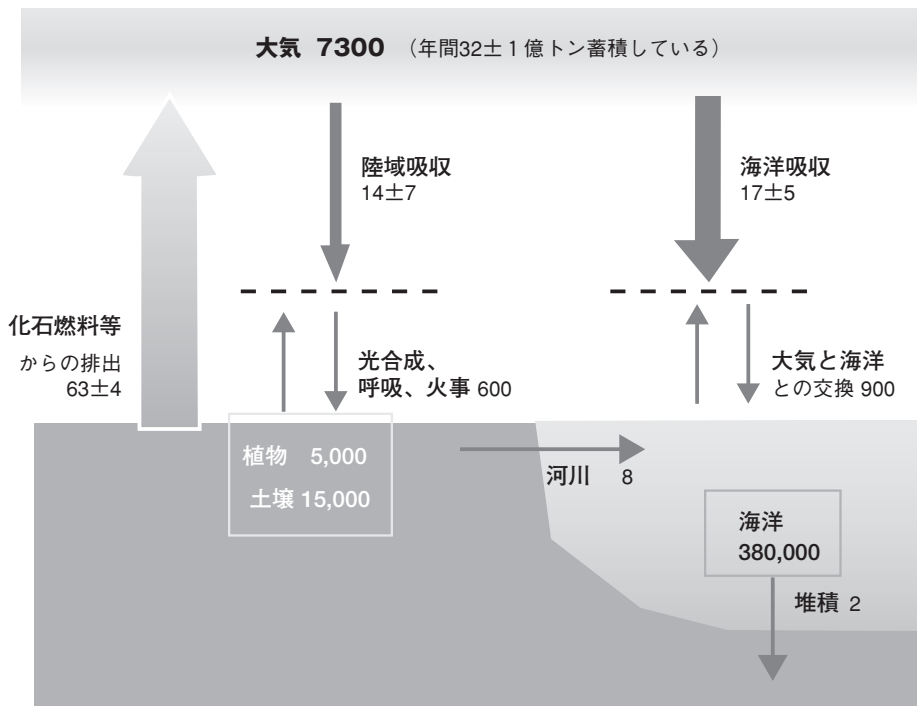 大気 7300 （年間32±1億トン蓄積している）
陸域吸収
14±7
海洋吸収
17±5
化石燃料等
からの排出
63±4
光合成、
呼吸、火事 600
大気と海洋
との交換 900
植物 5,000
土壌 15,000
河川 8
海洋
380,000
堆積 2